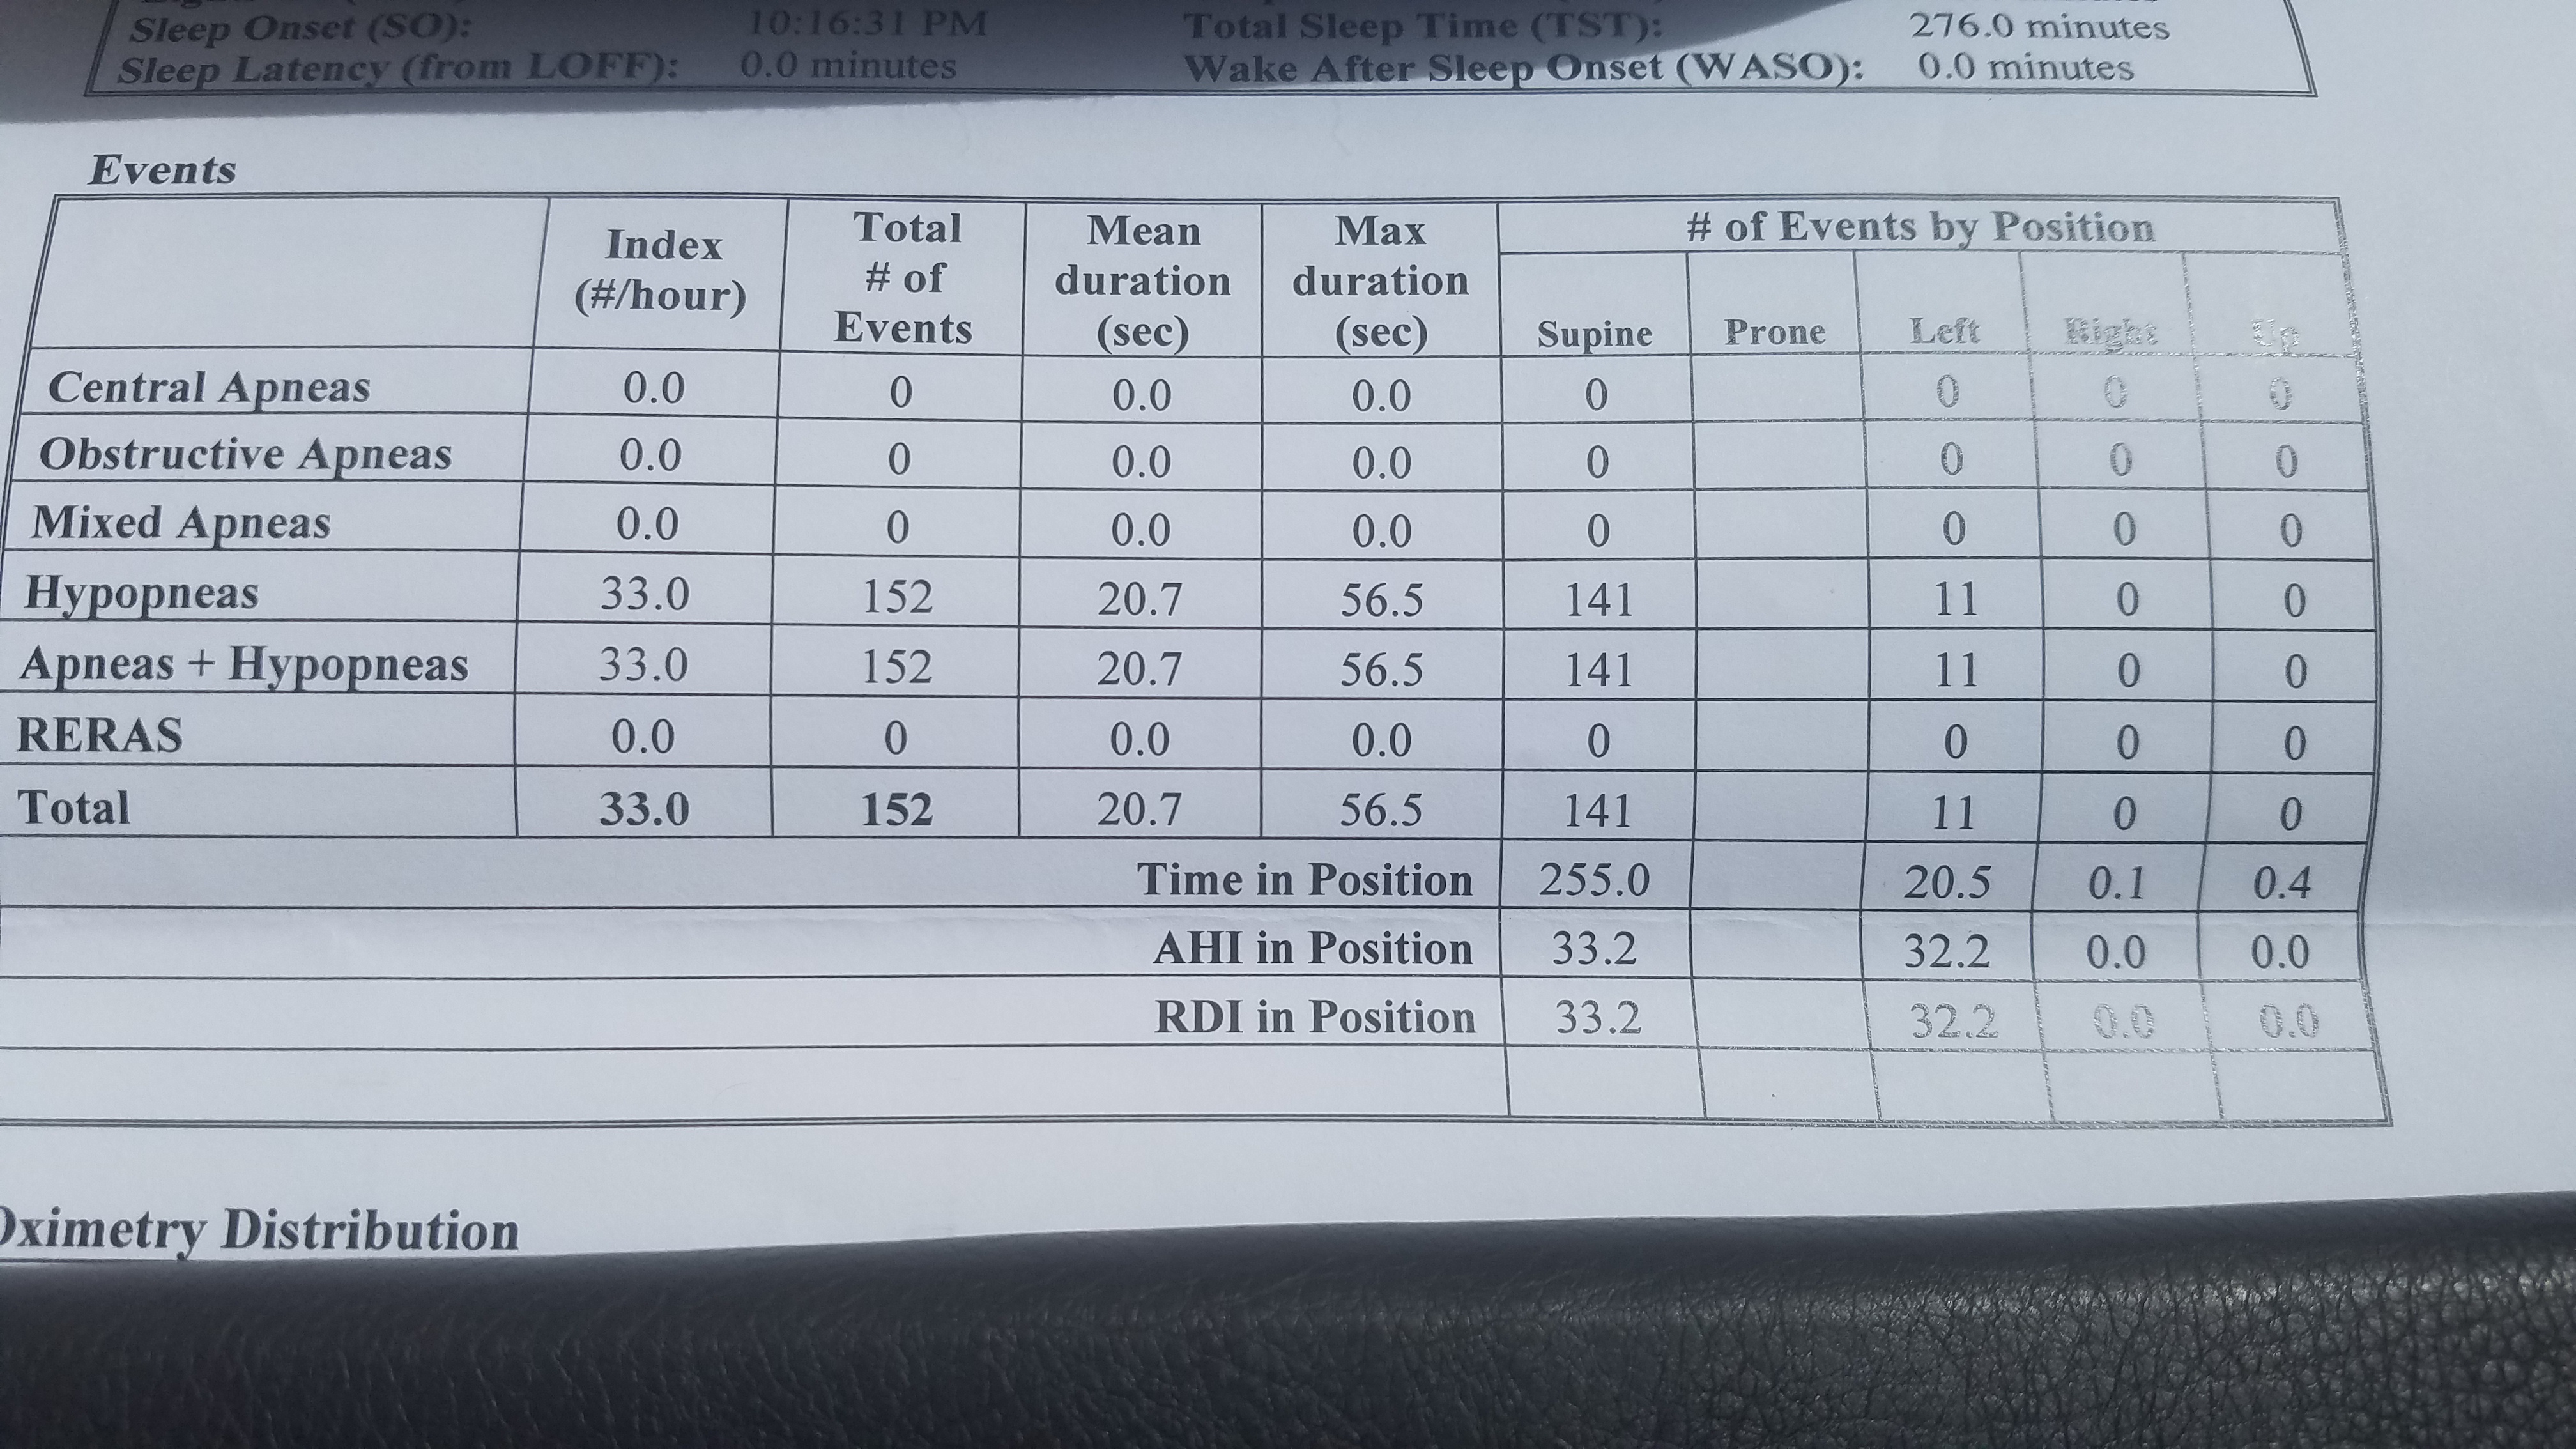 Sleep Onset (SO): 10:16:31 PM Total Sleep Time (TST): 276.0 minutes
Sleep Latency (from LOFF): 0.0 minutes Wake After Sleep Onset (WASO): 0.0 minutes
Events
Index (#/hour) Total # of Events Mean duration (sec) Max duration (sec) # of Events by Position
Supine Prone Left Right Up
Central Apneas 0.0 0 0.0 0.0 0 0 0 0
Obstructive Apneas 0.0 0 0.0 0.0 0 0 0 0
Mixed Apneas 0.0 0 0.0 0.0 0 0 0 0
Hypopneas 33.0 152 20.7 56.5 141 11 0 0
Apneas + Hypopneas 33.0 152 20.7 56.5 141 11 0 0
RERAS 0.0 0 0.0 0.0 0 0 0 0
Total 33.0 152 20.7 56.5 141 11 0 0
Time in Position 255.0 20.5 0.1 0.4
AHI in Position 33.2 32.2 0.0 0.0
RDI in Position 33.2 32.2 0.0 0.0
Oximetry Distribution